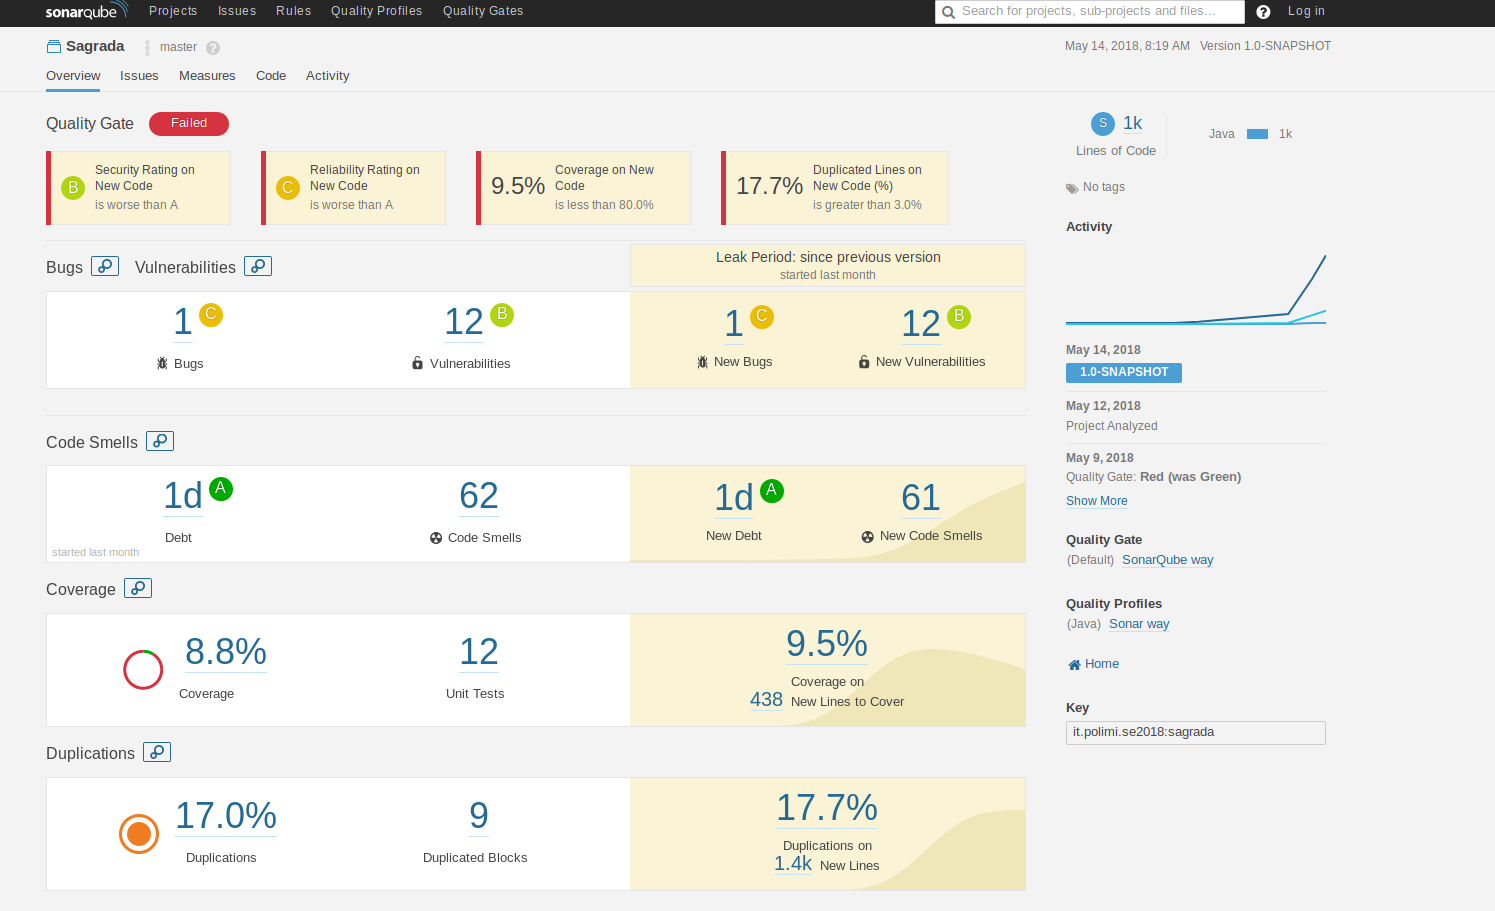 sonarqube Projects Issues Rules Quality Profiles Quality Gates Search for projects, sub-projects and files... Log in
Sagrada master May 14, 2018, 8:19 AM Version 1.0-SNAPSHOT
Overview Issues Measures Code Activity
Quality Gate Failed
B Security Rating on
New Code
is worse than A
C Reliability Rating on
New Code
is worse than A
9.5% Coverage on New
Code
is less than 80.0%
17.7% Duplicated Lines on
New Code (%)
is greater than 3.0%
Bugs Vulnerabilities
Leak Period: since previous version
started last month
1 C
Bugs
12 B
Vulnerabilities
1 C
New Bugs
12 B
New Vulnerabilities
Code Smells
1d A
Debt
62
Code Smells
started last month
1d A
New Debt
61
New Code Smells
Coverage
8.8%
Coverage
12
Unit Tests
9.5%
Coverage on
438 New Lines to Cover
Duplications
17.0%
Duplications
9
Duplicated Blocks
17.7%
Duplications on
1.4k New Lines
S 1k
Lines of Code
Java 1k
No tags
Activity
May 14, 2018
1.0-SNAPSHOT
May 12, 2018
Project Analyzed
May 9, 2018
Quality Gate: Red (was Green)
Show More
Quality Gate
(Default) SonarQube way
Quality Profiles
(Java) Sonar way
Home
Key
it.polimi.se2018:sagrada